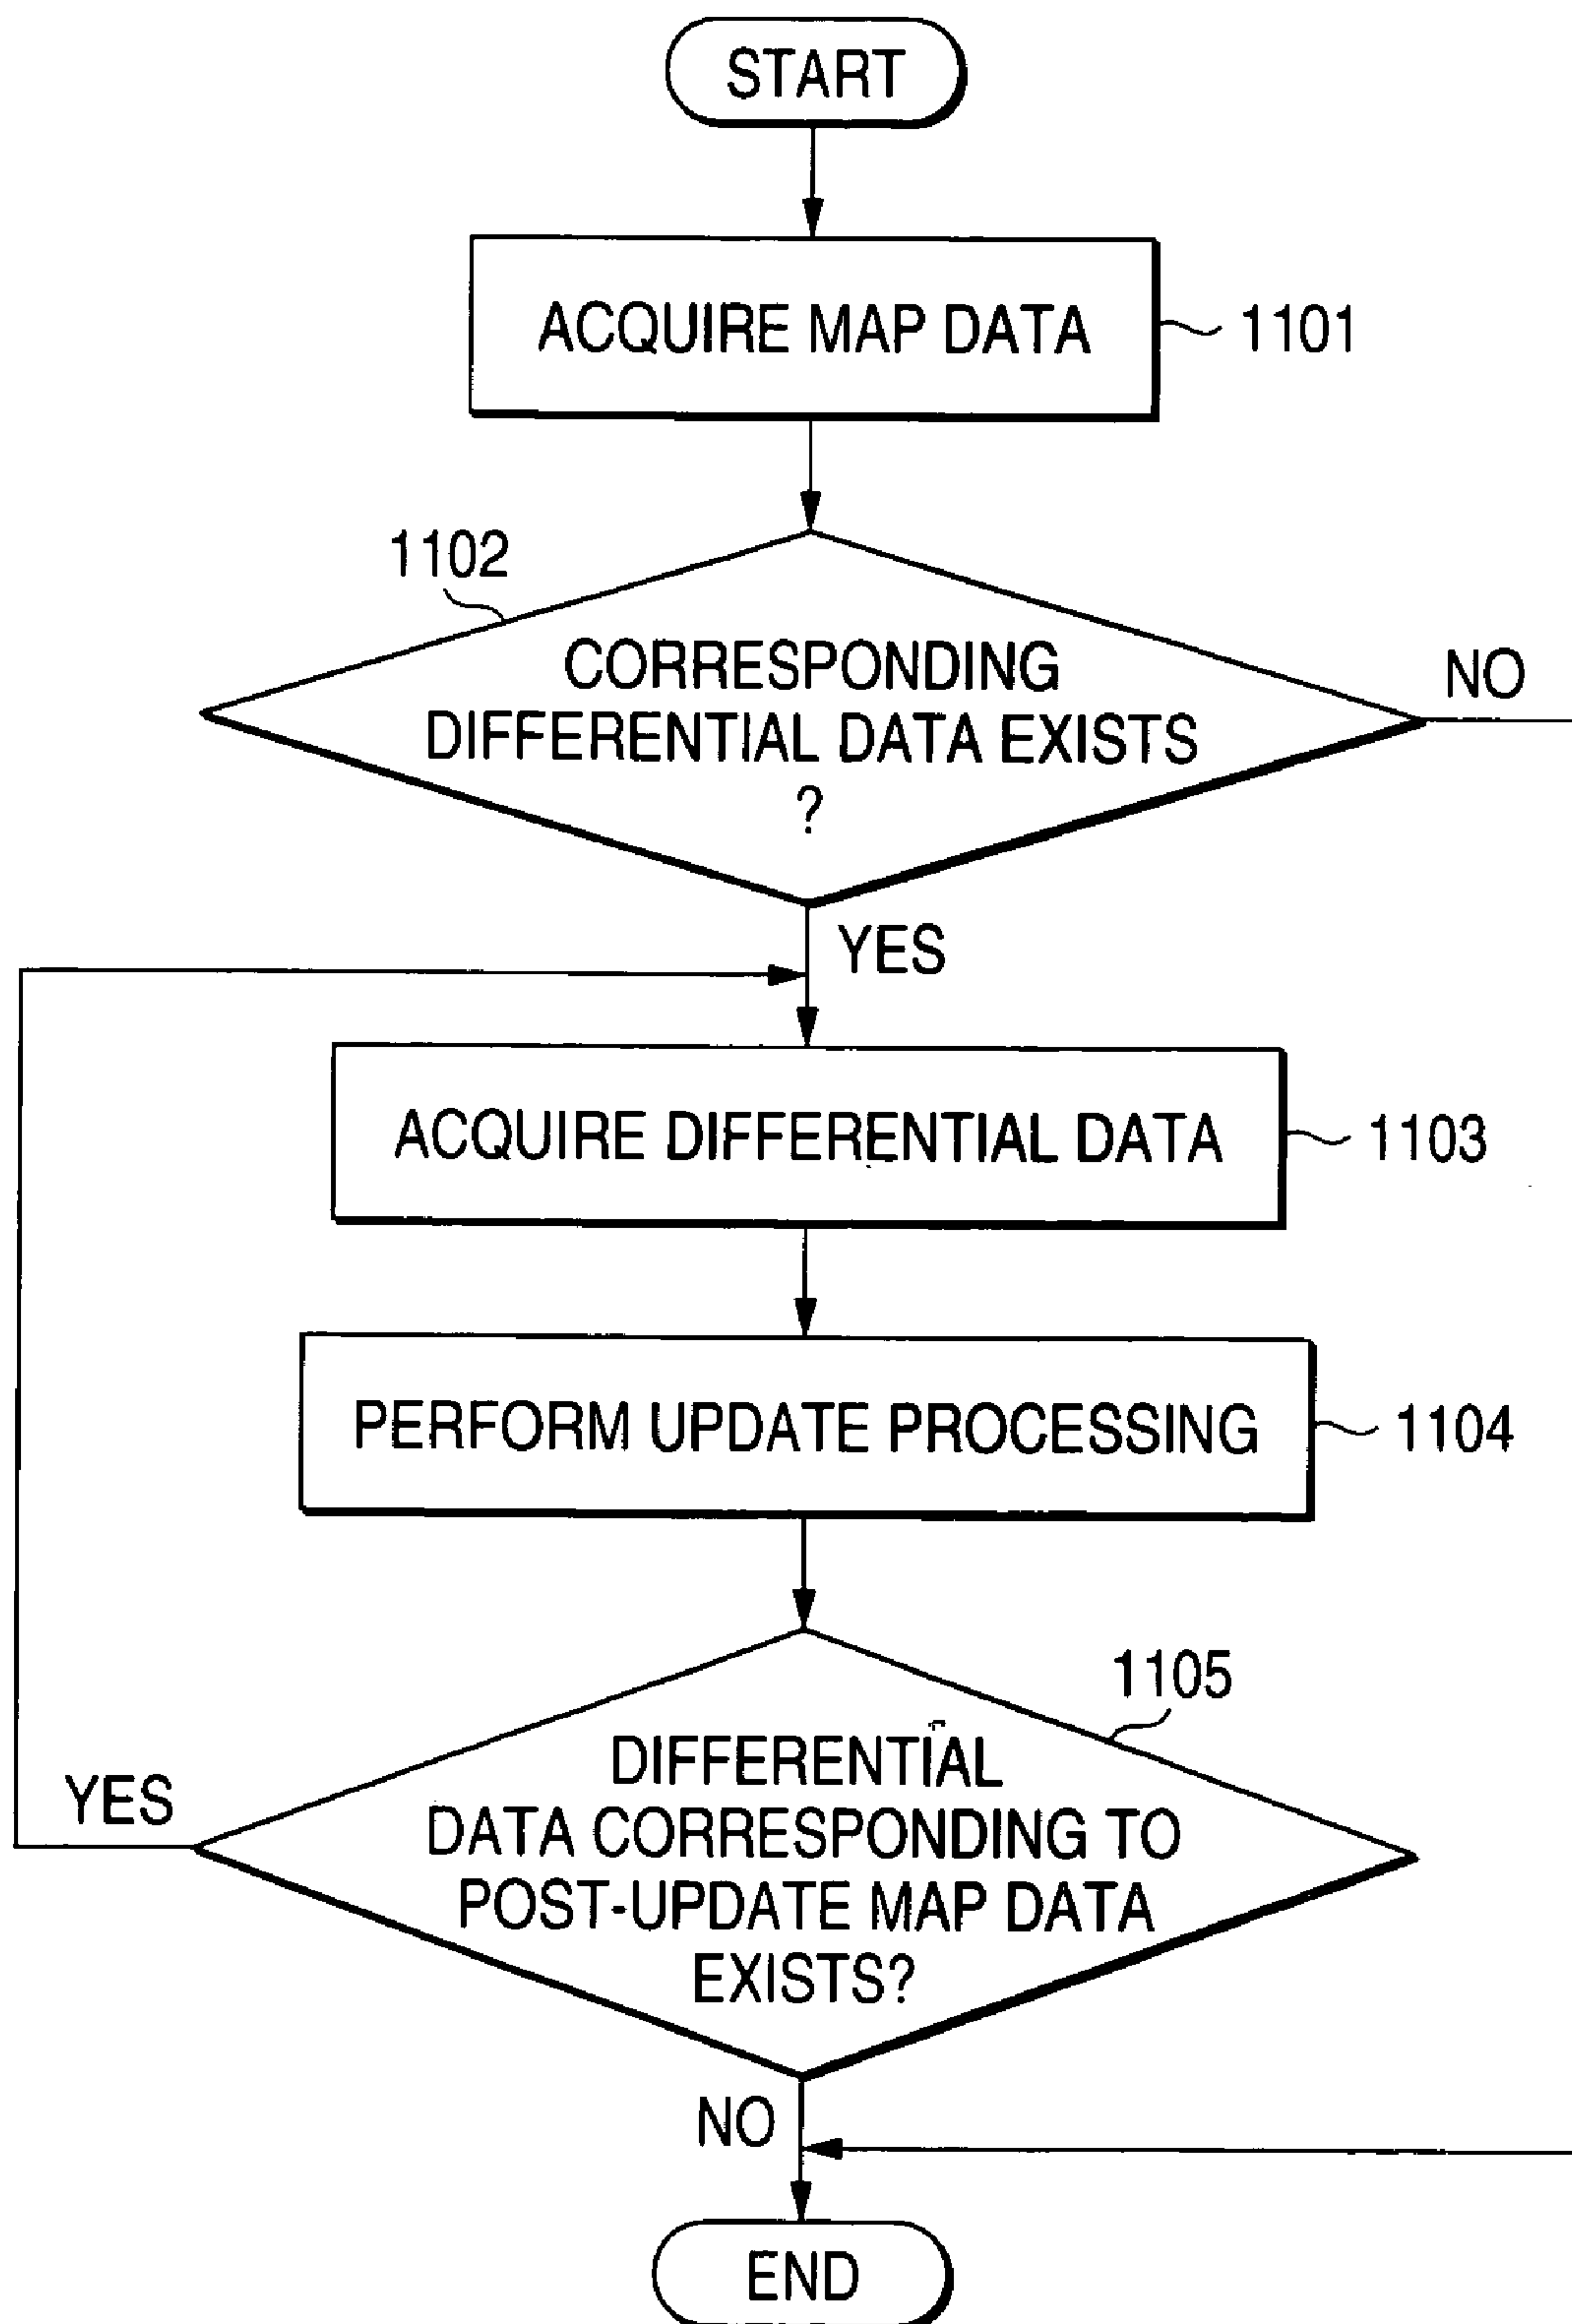 START
ACQUIRE MAP DATA
1101
1102
CORRESPONDING
DIFFERENTIAL DATA EXISTS
?
NO
YES
ACQUIRE DIFFERENTIAL DATA
1103
PERFORM UPDATE PROCESSING
1104
1105
DIFFERENTIAL
DATA CORRESPONDING TO
POST-UPDATE MAP DATA
EXISTS?
YES
NO
END